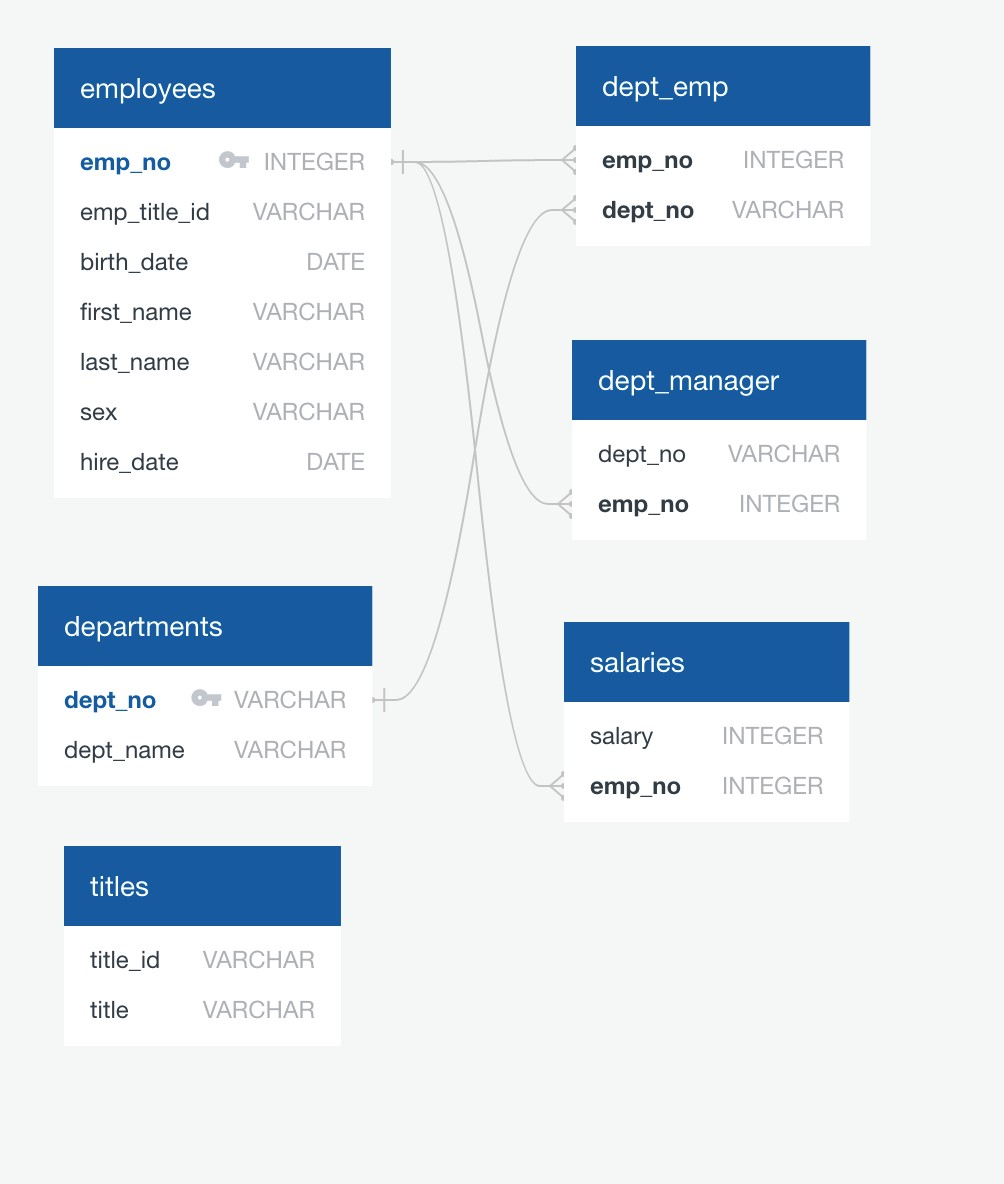 employees
emp_no INTEGER
emp_title_id VARCHAR
birth_date DATE
first_name VARCHAR
last_name VARCHAR
sex VARCHAR
hire_date DATE
departments
dept_no VARCHAR
dept_name VARCHAR
titles
title_id VARCHAR
title VARCHAR
dept_emp
emp_no INTEGER
dept_no VARCHAR
dept_manager
dept_no VARCHAR
emp_no INTEGER
salaries
salary INTEGER
emp_no INTEGER